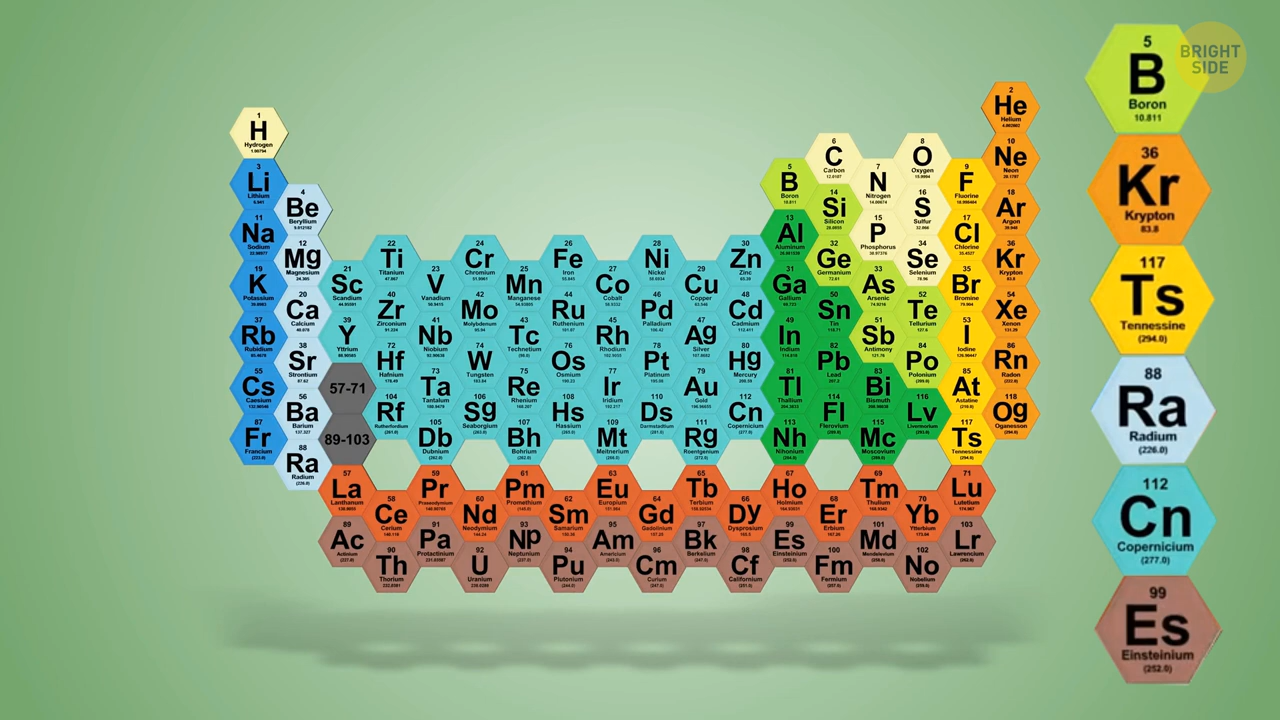 1
H
Hydrogen
1.00794
2
He
Helium
3
Li
Lithium
4
Be
Beryllium
5
B
Boron
6
C
Carbon
7
N
Nitrogen
8
O
Oxygen
9
F
Fluorine
10
Ne
Neon
11
Na
Sodium
12
Mg
Magnesium
13
Al
Aluminum
14
Si
Silicon
15
P
Phosphorus
16
S
Sulfur
17
Cl
Chlorine
18
Ar
Argon
19
K
Potassium
20
Ca
Calcium
21
Sc
Scandium
22
Ti
Titanium
23
V
Vanadium
24
Cr
Chromium
25
Mn
Manganese
26
Fe
Iron
27
Co
Cobalt
28
Ni
Nickel
29
Cu
Copper
30
Zn
Zinc
31
Ga
Gallium
32
Ge
Germanium
33
As
Arsenic
34
Se
Selenium
35
Br
Bromine
36
Kr
Krypton
37
Rb
Rubidium
38
Sr
Strontium
39
Y
Yttrium
40
Zr
Zirconium
41
Nb
Niobium
42
Mo
Molybdenum
43
Tc
Technetium
44
Ru
Ruthenium
45
Rh
Rhodium
46
Pd
Palladium
47
Ag
Silver
48
Cd
Cadmium
49
In
Indium
50
Sn
Tin
51
Sb
Antimony
52
Te
Tellurium
53
I
Iodine
54
Xe
Xenon
55
Cs
Caesium
56
Ba
Barium
57-71
72
Hf
Hafnium
73
Ta
Tantalum
74
W
Tungsten
75
Re
Rhenium
76
Os
Osmium
77
Ir
Iridium
78
Pt
Platinum
79
Au
Gold
80
Hg
Mercury
81
Tl
Thallium
82
Pb
Lead
83
Bi
Bismuth
84
Po
Polonium
85
At
Astatine
86
Rn
Radon
87
Fr
Francium
88
Ra
Radium
89-103
104
Rf
Rutherfordium
105
Db
Dubnium
106
Sg
Seaborgium
107
Bh
Bohrium
108
Hs
Hassium
109
Mt
Meitnerium
110
Ds
Darmstadtium
111
Rg
Roentgenium
112
Cn
Copernicium
113
Nh
Nihonium
114
Fl
Flerovium
115
Mc
Moscovium
116
Lv
Livermorium
117
Ts
Tennessine
118
Og
Oganesson
57
La
Lanthanum
58
Ce
Cerium
59
Pr
60
Nd
Neodymium
61
Pm
Promethium
62
Sm
Samarium
63
Eu
Europium
64
Gd
Gadolinium
65
Tb
Terbium
66
Dy
Dysprosium
67
Ho
Holmium
68
Er
Erbium
69
Tm
Thulium
70
Yb
Ytterbium
71
Lu
Lutetium
89
Ac
Actinium
90
Th
Thorium
91
Pa
Protactinium
92
U
Uranium
93
Np
Neptunium
94
Pu
Plutonium
95
Am
Americium
96
Cm
Curium
97
Bk
Berkelium
98
Cf
Californium
99
Es
Einsteinium
100
Fm
Fermium
101
Md
Mendelevium
102
No
Nobelium
103
Lr
Lawrencium
5
B
Boron
10.811
36
Kr
Krypton
83.8
117
Ts
Tennessine
(294.0)
88
Ra
Radium
(226.0)
112
Cn
Copernicium
(277.0)
99
Es
Einsteinium
(252.0)
BRIGHT
SIDE